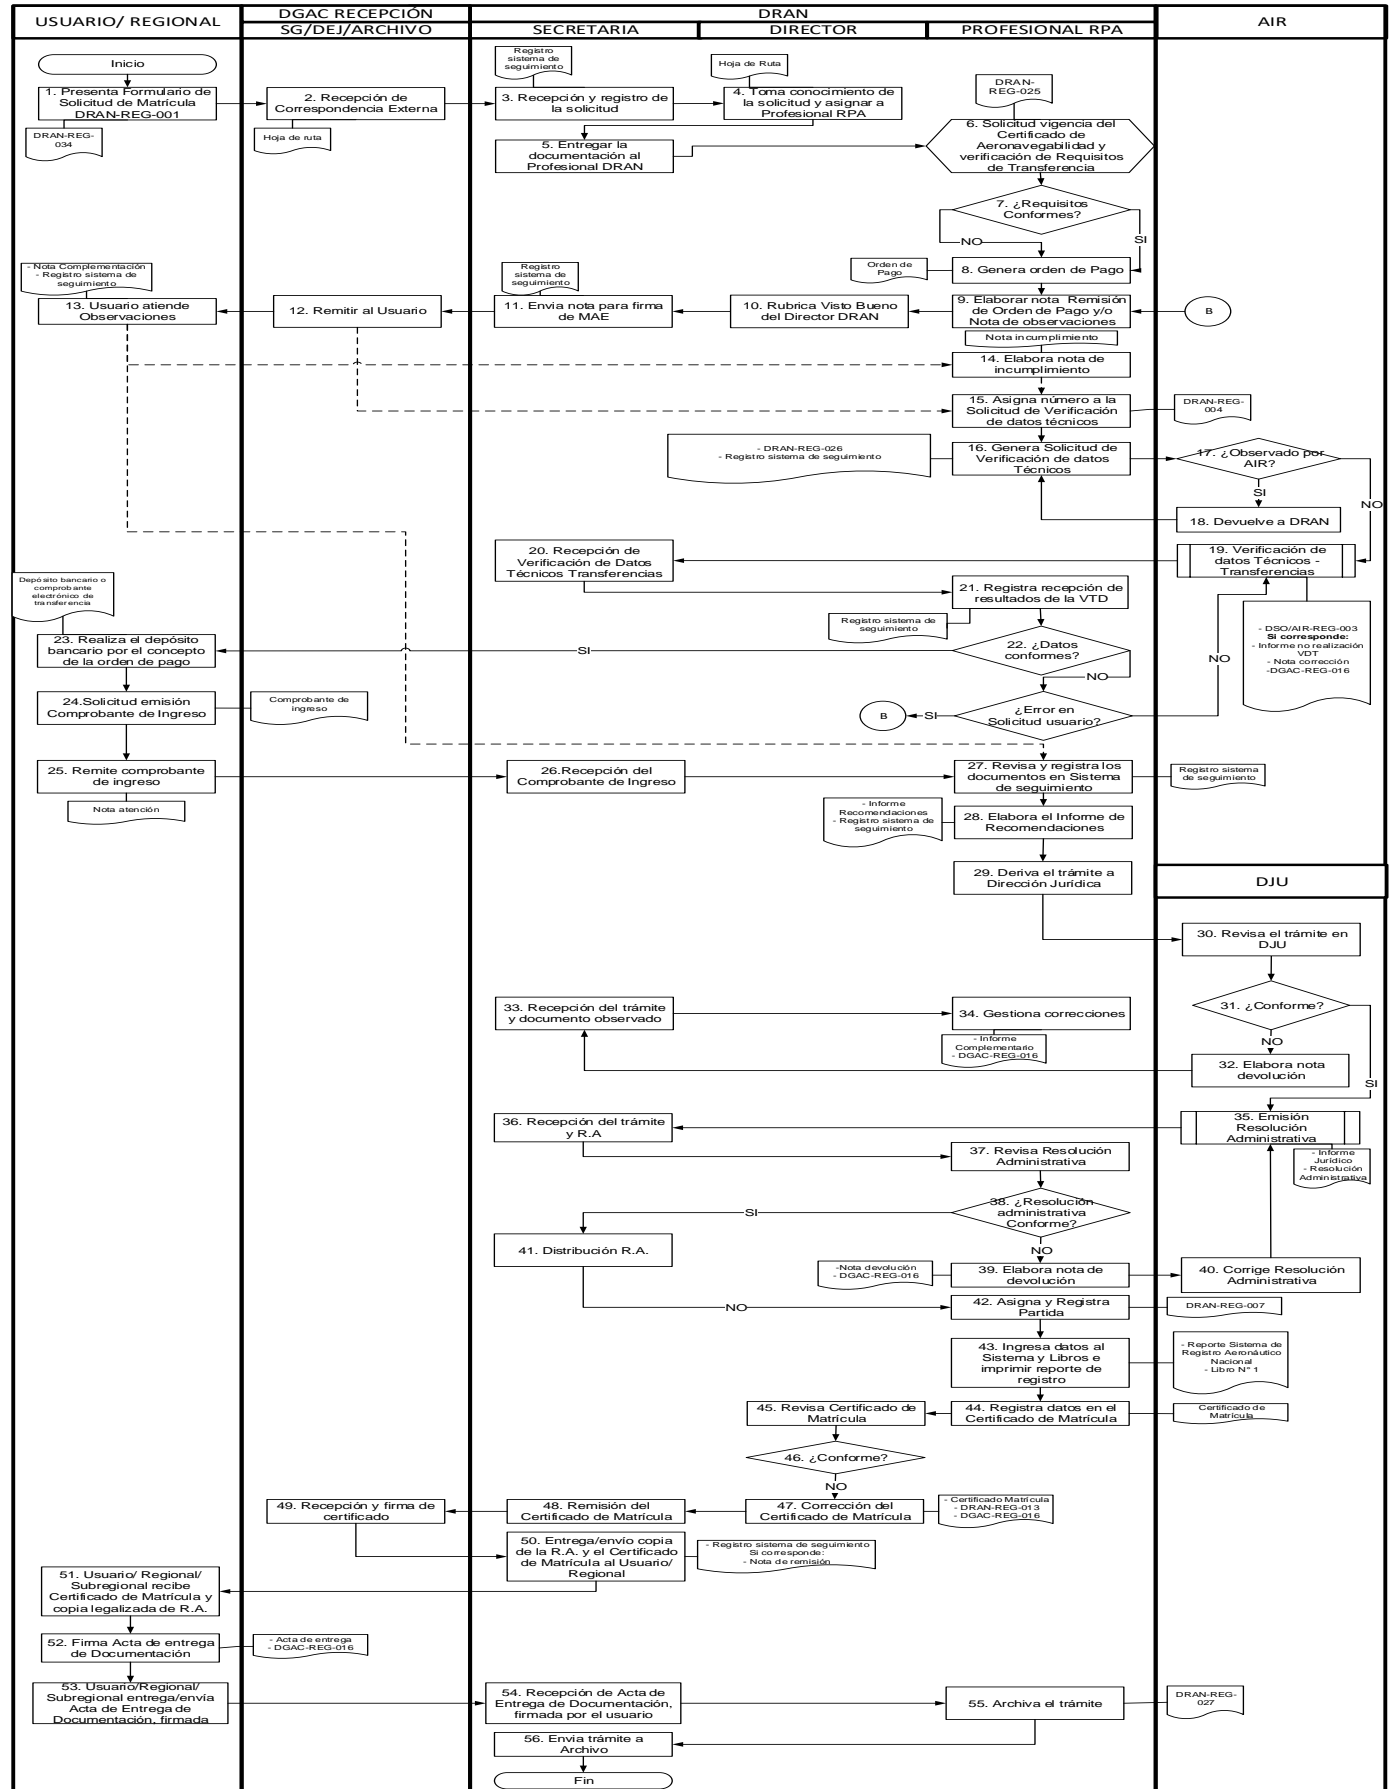 USUARIO/ REGIONAL
DGAC RECEPCIÓN
SG/DEJ/ARCHIVO
DRAN
SECRETARIA
DIRECTOR
PROFESIONAL RPA
AIR
Inicio
1. Presenta Formulario de
Solicitud de Matrícula
DRAN-REG-001
DRAN-REG-
034
2. Recepción de
Correspondencia Externa
Hoja de ruta
Registro
sistema de
seguimiento
3. Recepción y registro de
la solicitud
Hoja de Ruta
4. Toma conocimiento de
la solicitud y asignar a
Profesional RPA
5. Entregar la
documentación al
Profesional DRAN
DRAN-
REG-025
6. Solicitud vigencia del
Certificado de
Aeronavegabilidad y
verificación de Requisitos
de Transferencia
7. ¿Requisitos
Conformes?
NO
SI
Orden de
Pago
8. Genera orden de Pago
9. Elaborar nota Remisión
de Orden de Pago y/o
Nota de observaciones
B
10. Rubrica Visto Bueno
del Director DRAN
Registro
sistema de
seguimiento
11. Envia nota para firma
de MAE
12. Remitir al Usuario
- Nota Complementación
- Registro sistema de
seguimiento
13. Usuario atiende
Observaciones
Nota incumplimiento
14. Elabora nota de
incumplimiento
15. Asigna número a la
Solicitud de Verificación
de datos técnicos
DRAN-REG-
004
- DRAN-REG-026
- Registro sistema de seguimiento
16. Genera Solicitud de
Verificación de datos
Técnicos
17. ¿Observado por
AIR?
SI
NO
18. Devuelve a DRAN
19. Verificación de
datos Técnicos -
Transferencias
- DSO/AIR-REG-003
Si corresponde:
- Informe no realización
VDT
- Nota corrección
-DGAC-REG-016
20. Recepción de
Verificación de Datos
Técnicos Transferencias
21. Registra recepción de
resultados de la VTD
Registro sistema de
seguimiento
22. ¿Datos
conformes?
SI
NO
¿Error en
Solicitud usuario?
SI
B
NO
Depósito bancario o
comprobante
electrónico de
transferencia
23. Realiza el depósito
bancario por el concepto
de la orden de pago
24.Solicitud emisión
Comprobante de Ingreso
Comprobante de
ingreso
25. Remite comprobante
de ingreso
Nota atención
26.Recepción del
Comprobante de Ingreso
27. Revisa y registra los
documentos en Sistema
de seguimiento
Registro sistema
de seguimiento
- Informe
Recomendaciones
- Registro sistema de
seguimiento
28. Elabora el Informe de
Recomendaciones
29. Deriva el trámite a
Dirección Jurídica
DJU
30. Revisa el trámite en
DJU
31. ¿Conforme?
NO
SI
32. Elabora nota
devolución
33. Recepción del trámite
y documento observado
34. Gestiona correcciones
- Informe
Complementario
- DGAC-REG-016
35. Emisión
Resolución
Administrativa
- Informe
Jurídico
- Resolución
Administrativa
36. Recepción del trámite
y R.A
37. Revisa Resolución
Administrativa
38. ¿Resolución
administrativa
Conforme?
SI
NO
-Nota devolución
- DGAC-REG-016
39. Elabora nota de
devolución
40. Corrige Resolución
Administrativa
41. Distribución R.A.
NO
42. Asigna y Registra
Partida
DRAN-REG-007
43. Ingresa datos al
Sistema y Libros e
imprimir reporte de
registro
- Reporte Sistema de
Registro Aeronáutico
Nacional
- Libro N° 1
44. Registra datos en el
Certificado de Matrícula
Certificado de
Matrícula
45. Revisa Certificado de
Matrícula
46. ¿Conforme?
NO
47. Corrección del
Certificado de Matrícula
- Certificado Matrícula
- DRAN-REG-013
- DGAC-REG-016
48. Remisión del
Certificado de Matrícula
49. Recepción y firma de
certificado
50. Entrega/envío copia
de la R.A. y el Certificado
de Matrícula al Usuario/
Regional
- Registro sistema de seguimiento
Si corresponde:
- Nota de remisión
51. Usuario/ Regional/
Subregional recibe
Certificado de Matrícula y
copia legalizada de R.A.
52. Firma Acta de entrega
de Documentación
- Acta de entrega
- DGAC-REG-016
53. Usuario/Regional/
Subregional entrega/envía
Acta de Entrega de
Documentación, firmada
54. Recepción de Acta de
Entrega de Documentación,
firmada por el usuario
55. Archiva el trámite
DRAN-REG-
027
56. Envia trámite a
Archivo
Fin